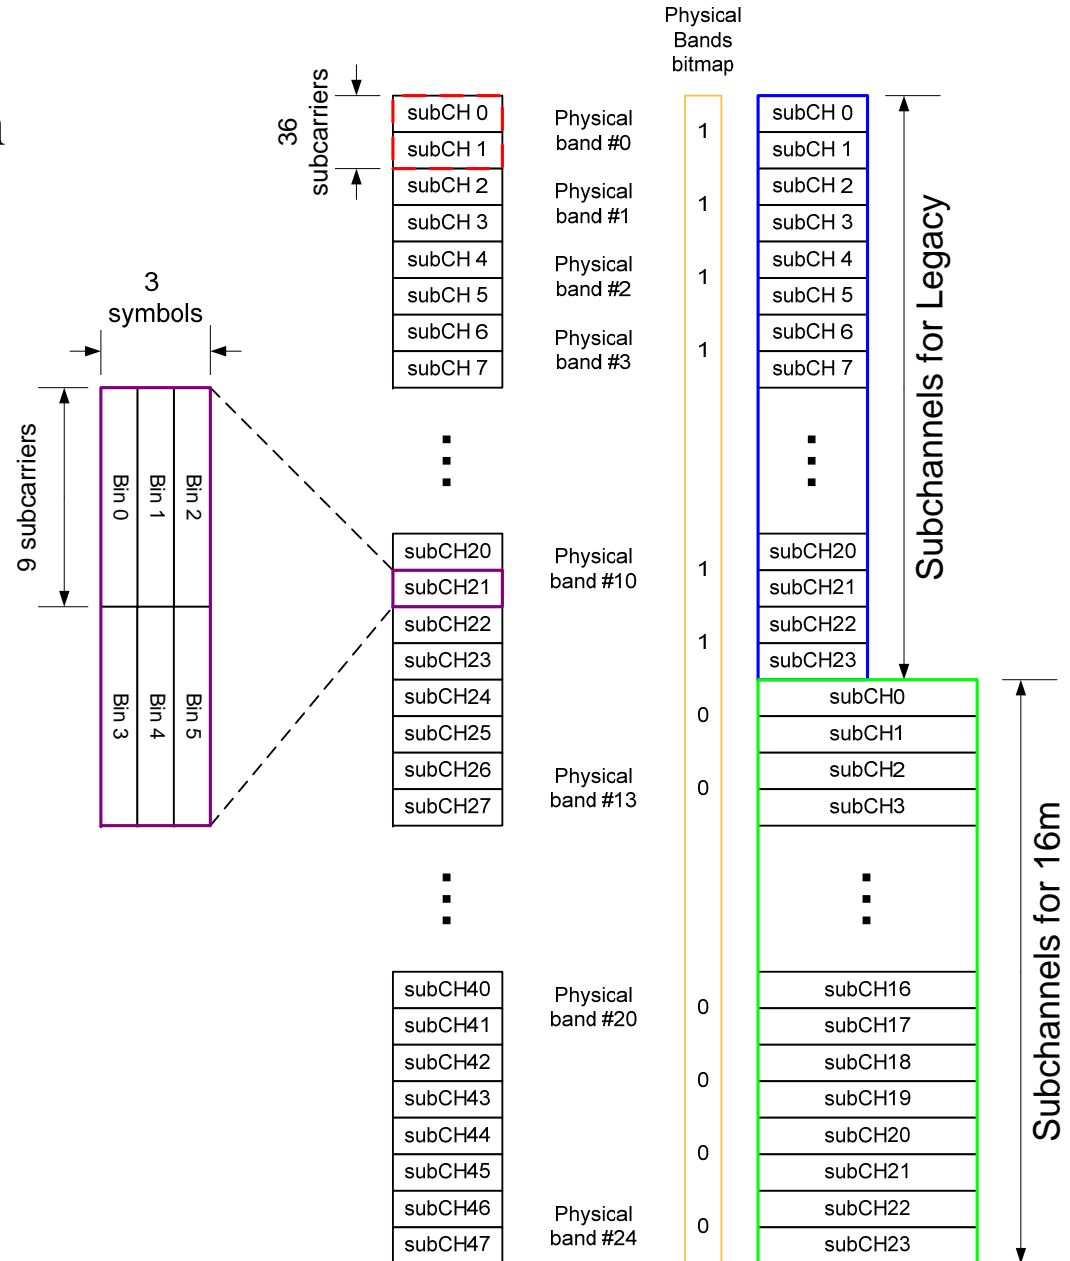 Physical
Bands
bitmap
36
subcarriers
subCH 0
subCH 1
subCH 2
subCH 3
subCH 4
subCH 5
subCH 6
subCH 7
subCH20
subCH21
subCH22
subCH23
subCH24
subCH25
subCH26
subCH27
subCH40
subCH41
subCH42
subCH43
subCH44
subCH45
subCH46
subCH47
3
symbols
9 subcarriers
Bin 0
Bin 1
Bin 2
Bin 3
Bin 4
Bin 5
Physical
band #0
Physical
band #1
Physical
band #2
Physical
band #3
Physical
band #10
Physical
band #13
Physical
band #20
Physical
band #24
1
1
1
1
1
1
0
0
0
0
0
0
subCH 0
subCH 1
subCH 2
subCH 3
subCH 4
subCH 5
subCH 6
subCH 7
subCH20
subCH21
subCH22
subCH23
subCH0
subCH1
subCH2
subCH3
subCH16
subCH17
subCH18
subCH19
subCH20
subCH21
subCH22
subCH23
Subchannels for Legacy
Subchannels for 16m